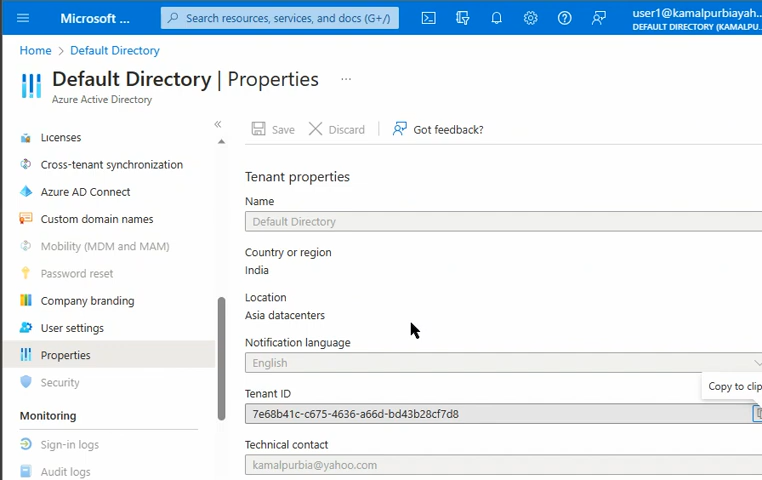 Microsoft ...
Search resources, services, and docs (G+/)
user1@kamalpurbiayah...
DEFAULT DIRECTORY (KAMALPU...
Home > Default Directory
Default Directory | Properties ...
Azure Active Directory
Licenses
Cross-tenant synchronization
Azure AD Connect
Custom domain names
Mobility (MDM and MAM)
Password reset
Company branding
User settings
Properties
Security
Monitoring
Sign-in logs
Audit logs
Save
Discard
Got feedback?
Tenant properties
Name
Default Directory
Country or region
India
Location
Asia datacenters
Notification language
English
Copy to clip
Tenant ID
7e68b41c-c675-4636-a66d-bd43b28cf7d8
Technical contact
kamalpurbia@yahoo.com